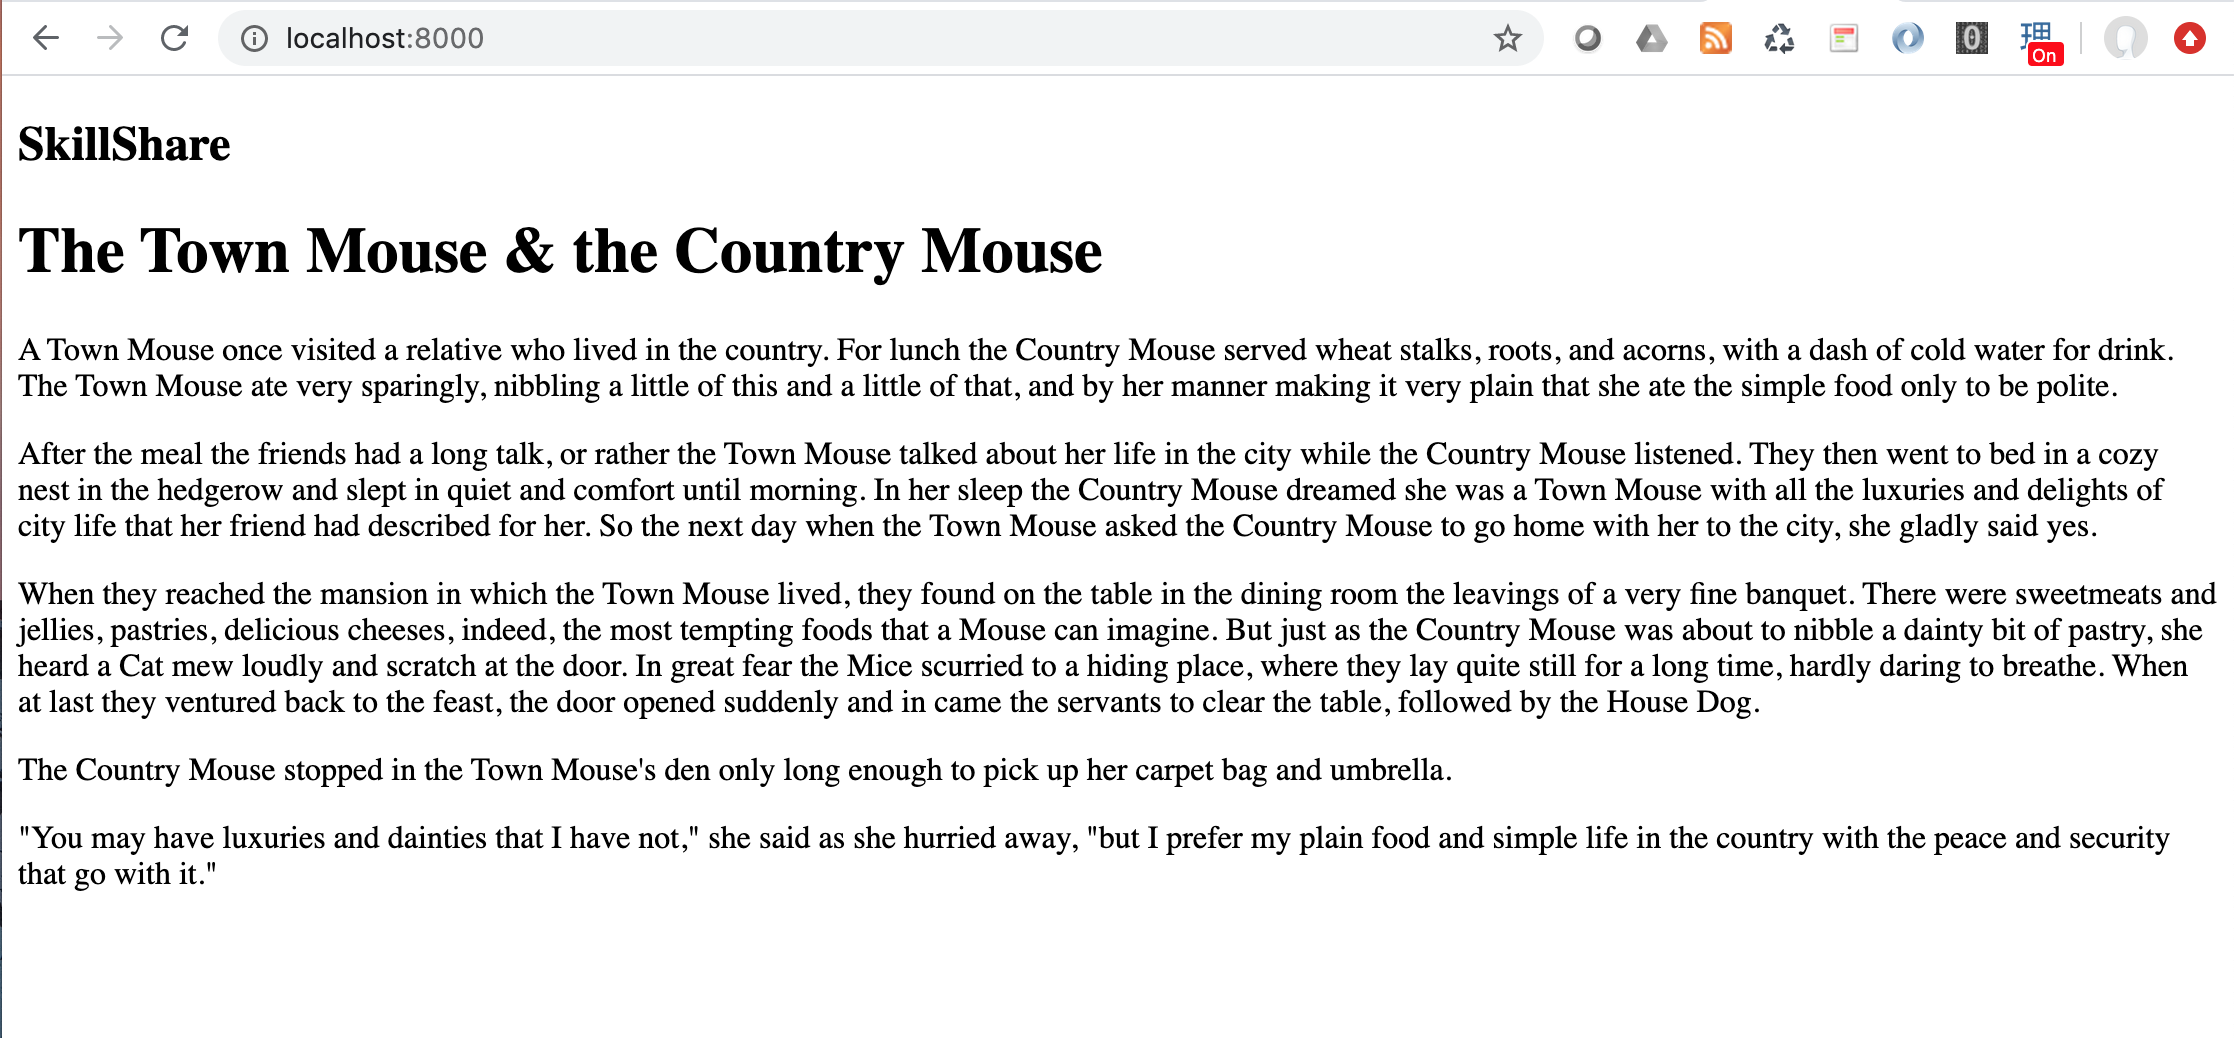 localhost:8000
0
理
On
SkillShare
The Town Mouse & the Country Mouse
A Town Mouse once visited a relative who lived in the country. For lunch the Country Mouse served wheat stalks, roots, and acorns, with a dash of cold water for drink.
The Town Mouse ate very sparingly, nibbling a little of this and a little of that, and by her manner making it very plain that she ate the simple food only to be polite.
After the meal the friends had a long talk, or rather the Town Mouse talked about her life in the city while the Country Mouse listened. They then went to bed in a cozy
nest in the hedgerow and slept in quiet and comfort until morning. In her sleep the Country Mouse dreamed she was a Town Mouse with all the luxuries and delights of
city life that her friend had described for her. So the next day when the Town Mouse asked the Country Mouse to go home with her to the city, she gladly said yes.
When they reached the mansion in which the Town Mouse lived, they found on the table in the dining room the leavings of a very fine banquet. There were sweetmeats and
jellies, pastries, delicious cheeses, indeed, the most tempting foods that a Mouse can imagine. But just as the Country Mouse was about to nibble a dainty bit of pastry, she
heard a Cat mew loudly and scratch at the door. In great fear the Mice scurried to a hiding place, where they lay quite still for a long time, hardly daring to breathe. When
at last they ventured back to the feast, the door opened suddenly and in came the servants to clear the table, followed by the House Dog.
The Country Mouse stopped in the Town Mouse's den only long enough to pick up her carpet bag and umbrella.
"You may have luxuries and dainties that I have not," she said as she hurried away, "but I prefer my plain food and simple life in the country with the peace and security
that go with it."